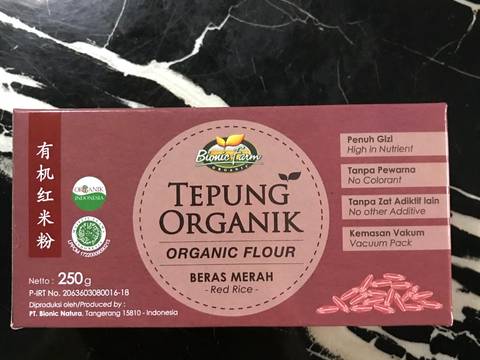 有机红米粉
Bionic Farm
ORGANIC
TEPUNG
ORGANIK
ORGANIC FLOUR
BERAS MERAH
- Red Rice -
ORGANIK
INDONESIA
Netto : 250 g
P-IRT No. 2063603080016-18
Diproduksi oleh/Produced by :
PT. Bionic Natura, Tangerang 15810 - Indonesia
Penuh Gizi
High in Nutrient
Tanpa Pewarna
No Colorant
Tanpa Zat Adiktif lain
No other Additive
Kemasan Vakum
Vacuum Pack